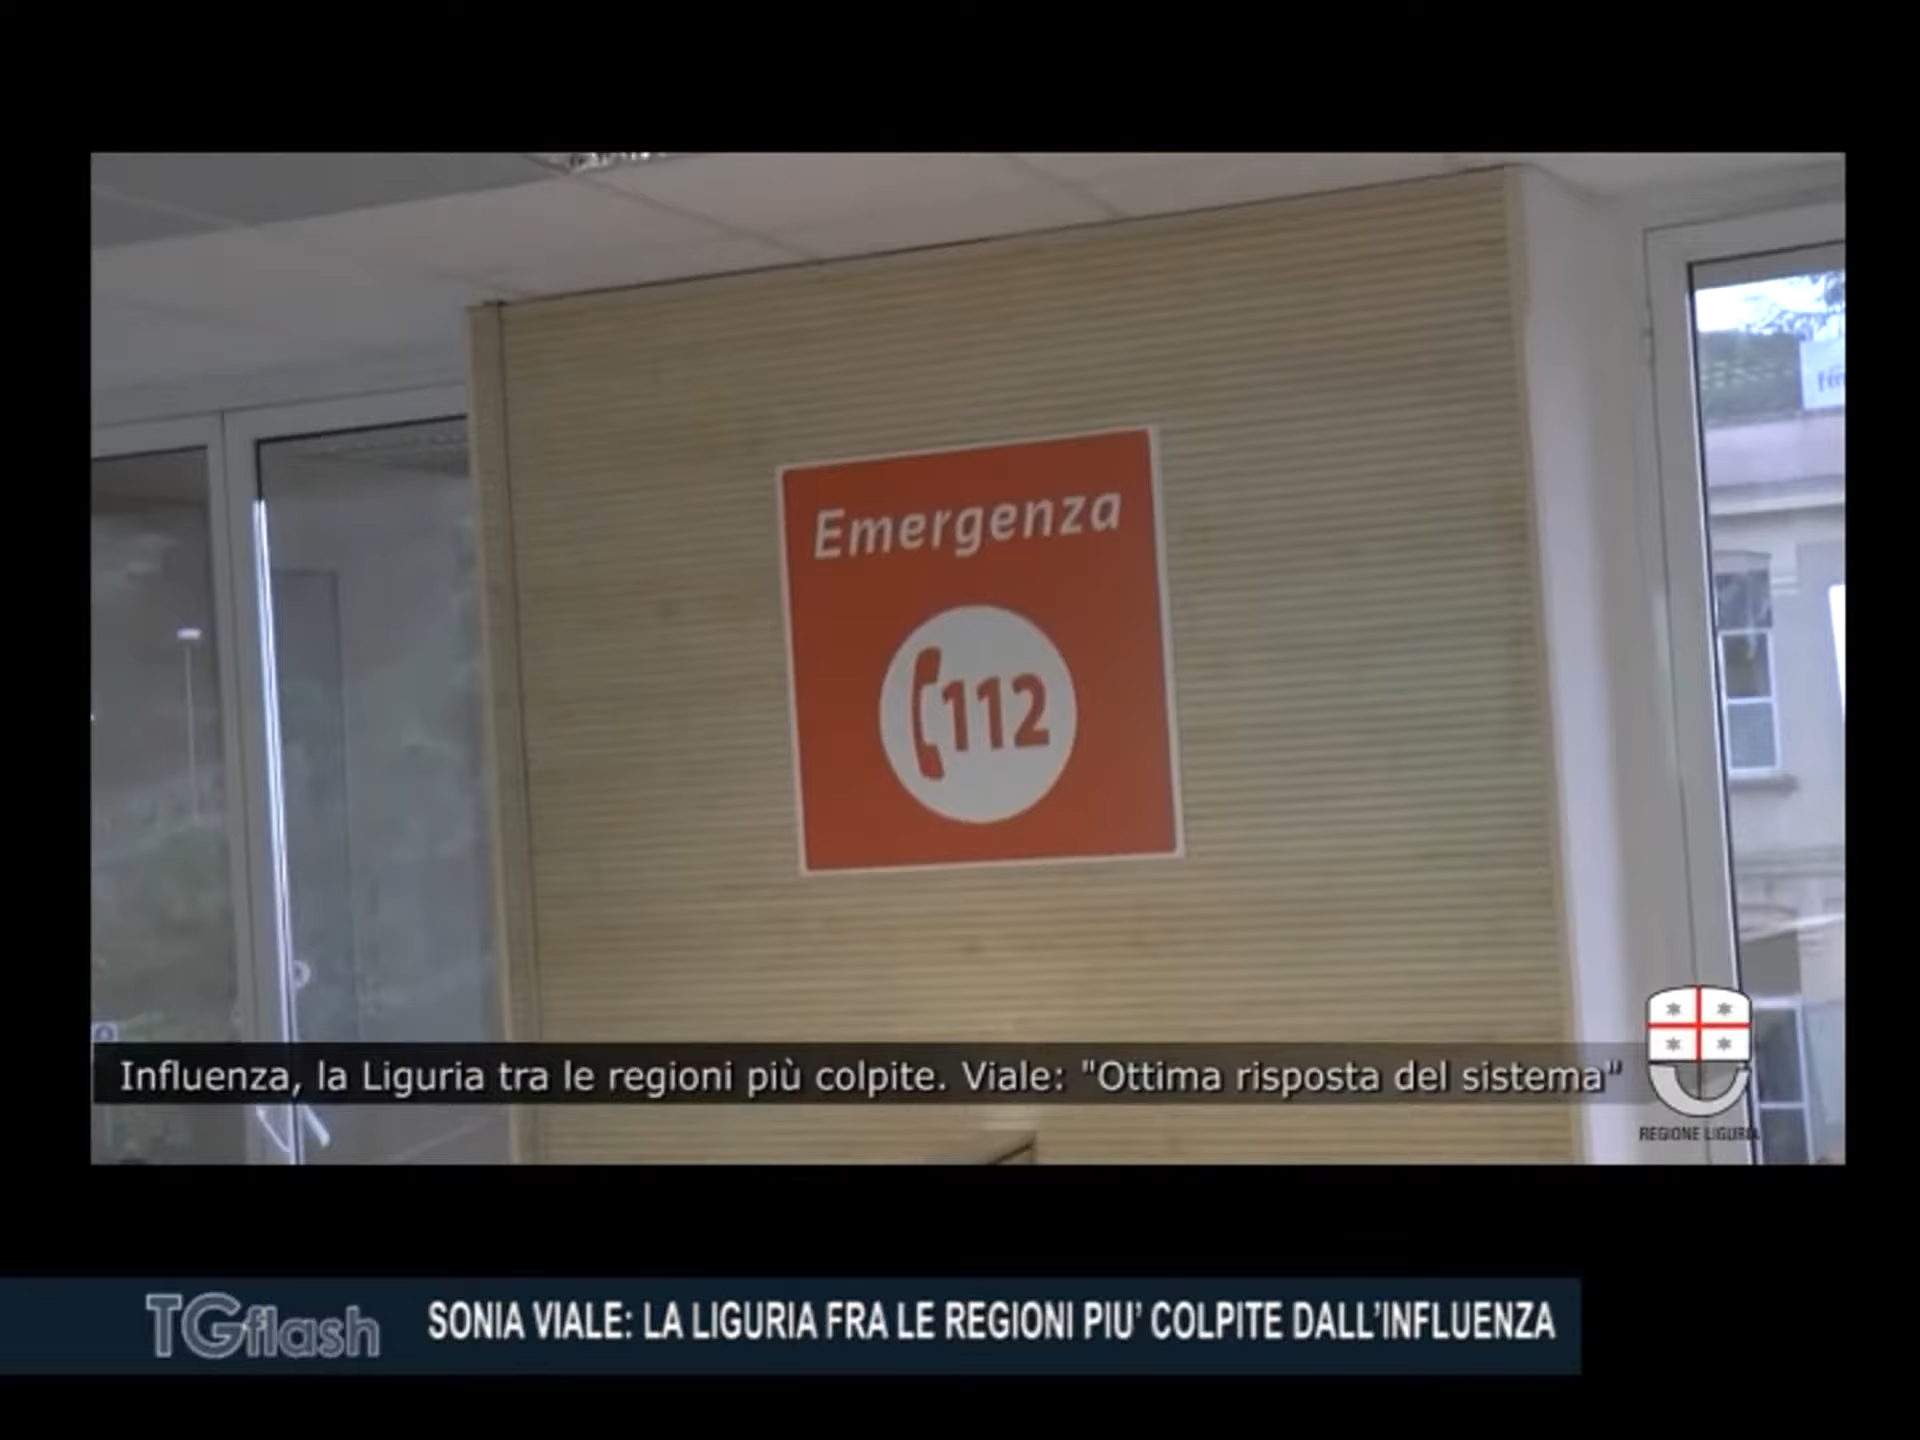 Emergenza
112
Influenza, la Liguria tra le regioni più colpite. Viale: "Ottima risposta del sistema"
REGIONE LIGURIA
TGflash
SONIA VIALE: LA LIGURIA FRA LE REGIONI PIU' COLPITE DALL'INFLUENZA